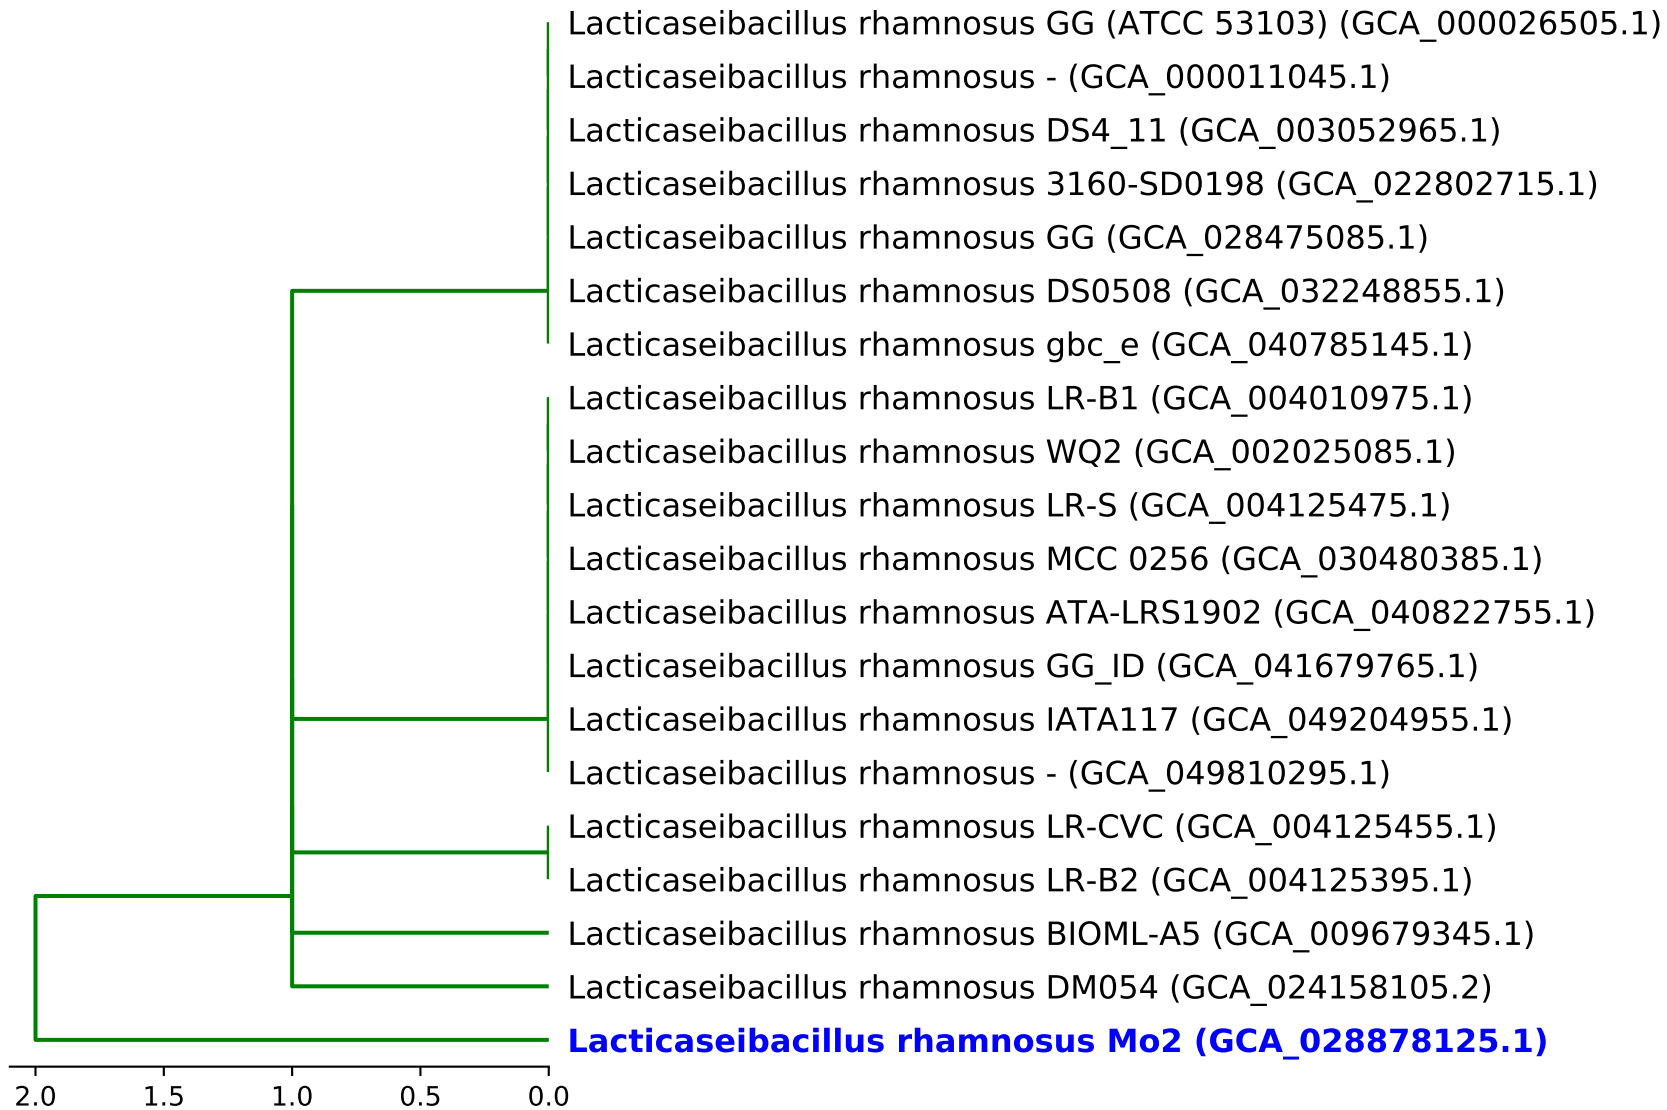 Lacticaseibacillus rhamnosus GG (ATCC 53103) (GCA_000026505.1)
Lacticaseibacillus rhamnosus - (GCA_000011045.1)
Lacticaseibacillus rhamnosus DS4_11 (GCA_003052965.1)
Lacticaseibacillus rhamnosus 3160-SD0198 (GCA_022802715.1)
Lacticaseibacillus rhamnosus GG (GCA_028475085.1)
Lacticaseibacillus rhamnosus DS0508 (GCA_032248855.1)
Lacticaseibacillus rhamnosus gbc_e (GCA_040785145.1)
Lacticaseibacillus rhamnosus LR-B1 (GCA_004010975.1)
Lacticaseibacillus rhamnosus WQ2 (GCA_002025085.1)
Lacticaseibacillus rhamnosus LR-S (GCA_004125475.1)
Lacticaseibacillus rhamnosus MCC 0256 (GCA_030480385.1)
Lacticaseibacillus rhamnosus ATA-LRS1902 (GCA_040822755.1)
Lacticaseibacillus rhamnosus GG_ID (GCA_041679765.1)
Lacticaseibacillus rhamnosus IATA117 (GCA_049204955.1)
Lacticaseibacillus rhamnosus - (GCA_049810295.1)
Lacticaseibacillus rhamnosus LR-CVC (GCA_004125455.1)
Lacticaseibacillus rhamnosus LR-B2 (GCA_004125395.1)
Lacticaseibacillus rhamnosus BIOML-A5 (GCA_009679345.1)
Lacticaseibacillus rhamnosus DM054 (GCA_024158105.2)
Lacticaseibacillus rhamnosus Mo2 (GCA_028878125.1)
2.0 1.5 1.0 0.5 0.0